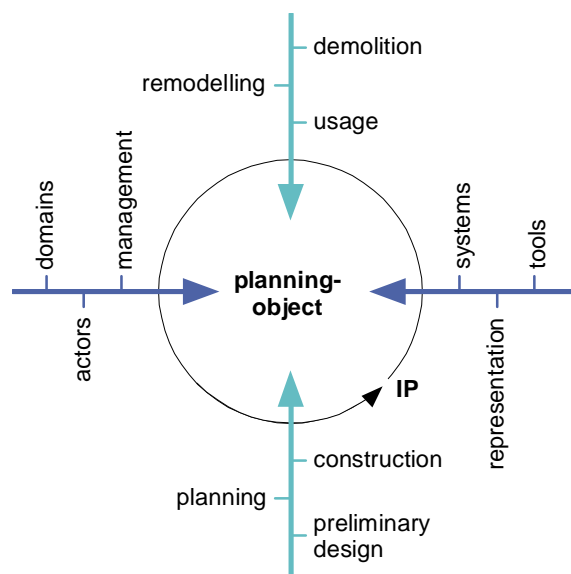 demolition
remodelling
usage
domains
management
actors
planning-
object
systems
tools
representation
IP
construction
planning
preliminary
design